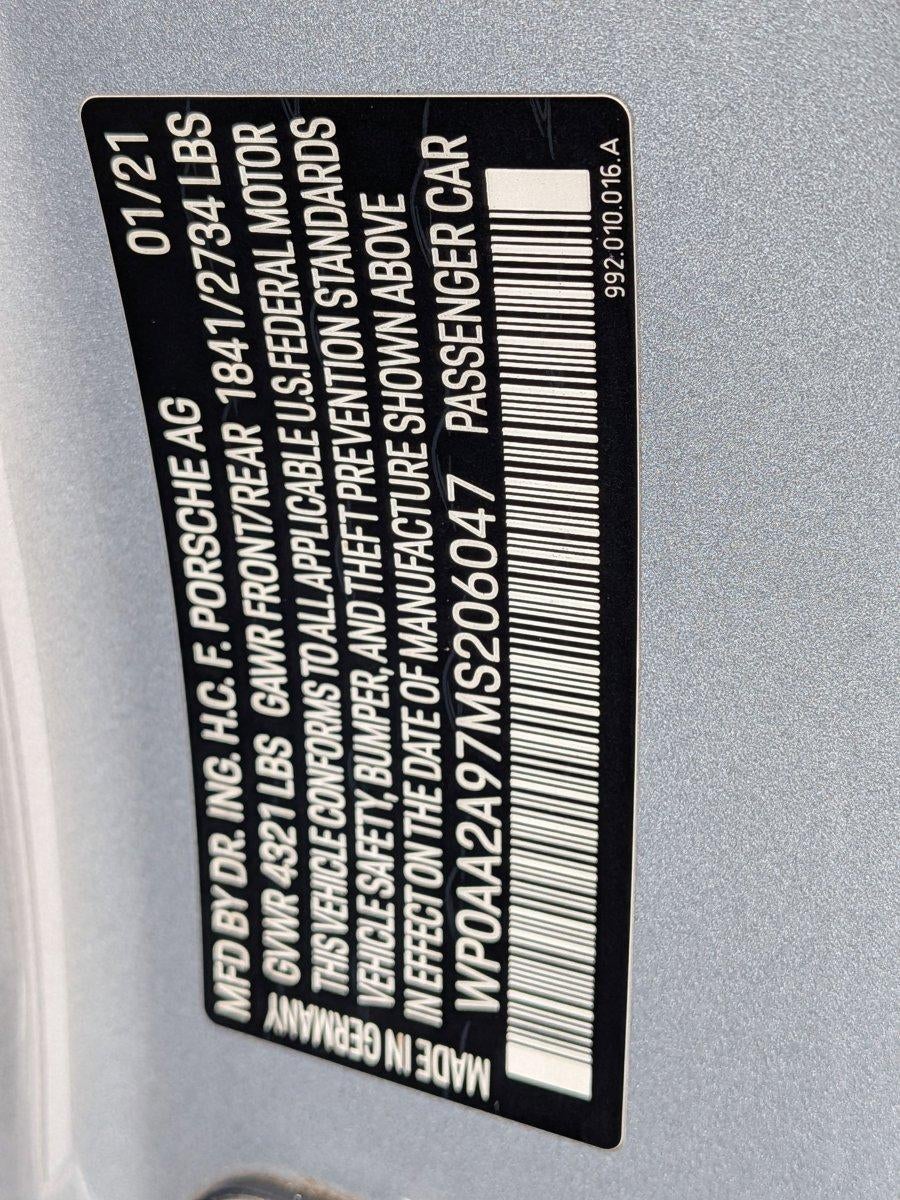 MFD BY DR. ING. H.C. F. PORSCHE AG 01/21
GVWR 4321 LBS GAWR FRONT/REAR 1841/2734 LBS
THIS VEHICLE CONFORMS TO ALL APPLICABLE U.S. FEDERAL MOTOR
VEHICLE SAFETY, BUMPER, AND THEFT PREVENTION STANDARDS
IN EFFECT ON THE DATE OF MANUFACTURE SHOWN ABOVE
WP0AA2A97MS206047 PASSENGER CAR
MADE IN GERMANY
992.010.016.A